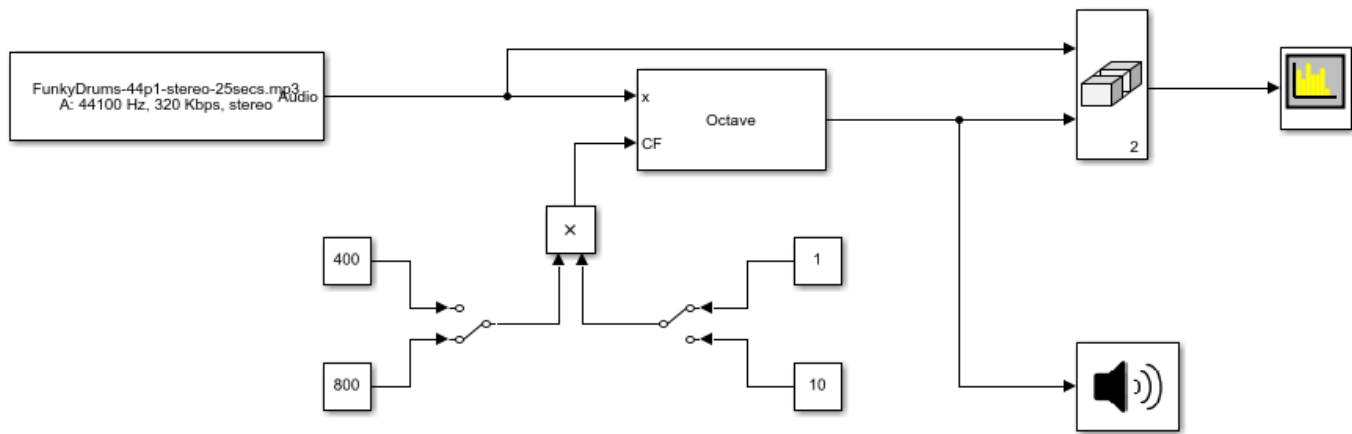 FunkyDrums-44p1-stereo-25secs.mp3
A: 44100 Hz, 320 Kbps, stereo
Audio
x
CF
Octave
2
×
400
800
1
10